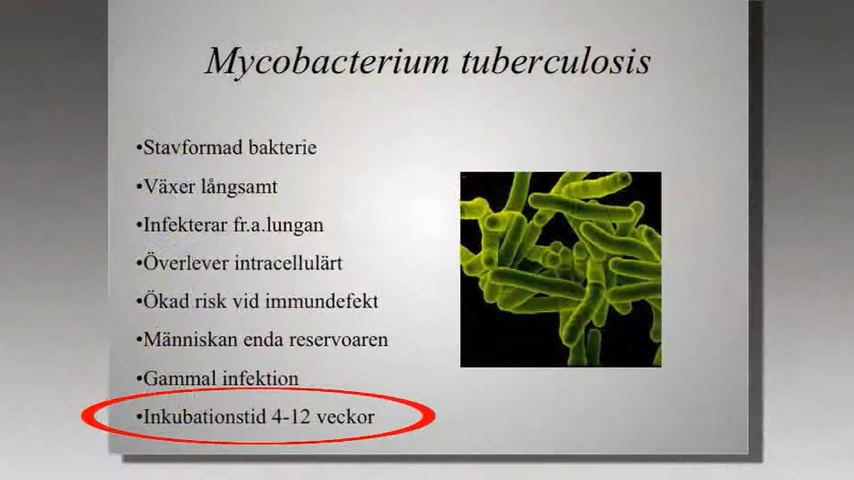 Mycobacterium tuberculosis
•Stavformad bakterie
•Växer långsamt
•Infekterar fr.a.lungan
•Överlever intracellulärt
•Ökad risk vid immundefekt
•Människan enda reservoaren
•Gammal infektion
•Inkubationstid 4-12 veckor